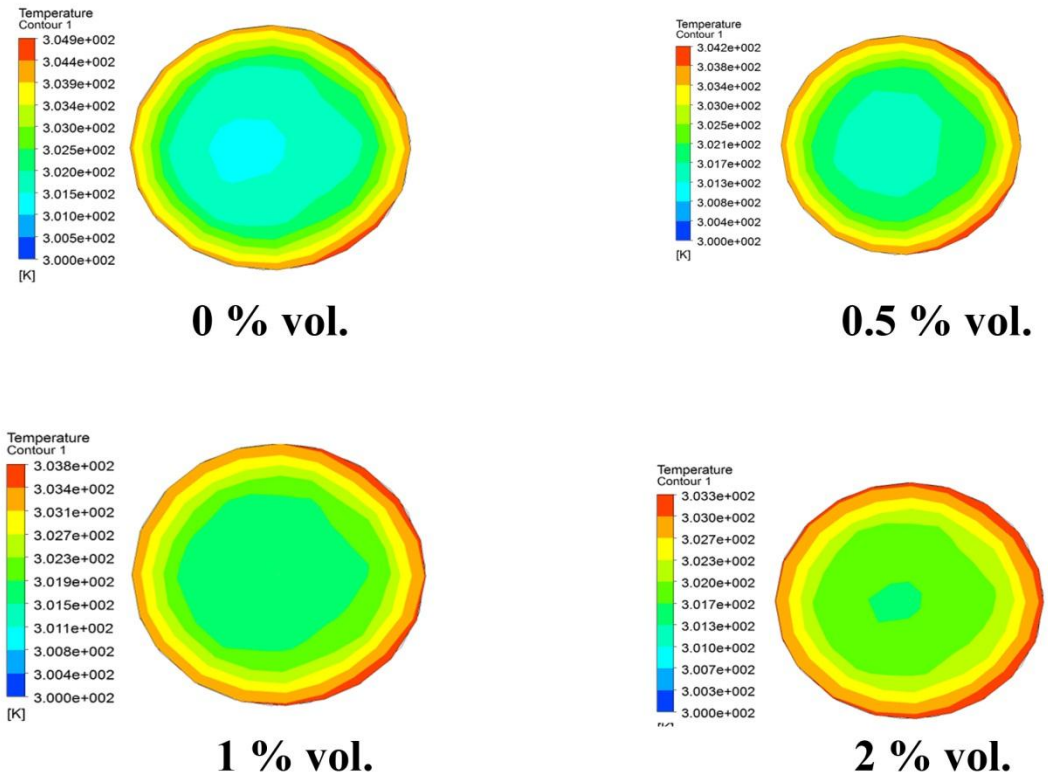 Temperature
Contour 1
3.049e+002
3.044e+002
3.039e+002
3.034e+002
3.030e+002
3.025e+002
3.020e+002
3.015e+002
3.010e+002
3.005e+002
3.000e+002
[K]
0 % vol.
Temperature
Contour 1
3.042e+002
3.038e+002
3.034e+002
3.030e+002
3.025e+002
3.021e+002
3.017e+002
3.013e+002
3.008e+002
3.004e+002
3.000e+002
[K]
0.5 % vol.
Temperature
Contour 1
3.038e+002
3.034e+002
3.031e+002
3.027e+002
3.023e+002
3.019e+002
3.015e+002
3.011e+002
3.008e+002
3.004e+002
3.000e+002
[K]
1 % vol.
Temperature
Contour 1
3.033e+002
3.030e+002
3.027e+002
3.023e+002
3.020e+002
3.017e+002
3.013e+002
3.010e+002
3.007e+002
3.003e+002
3.000e+002
2 % vol.